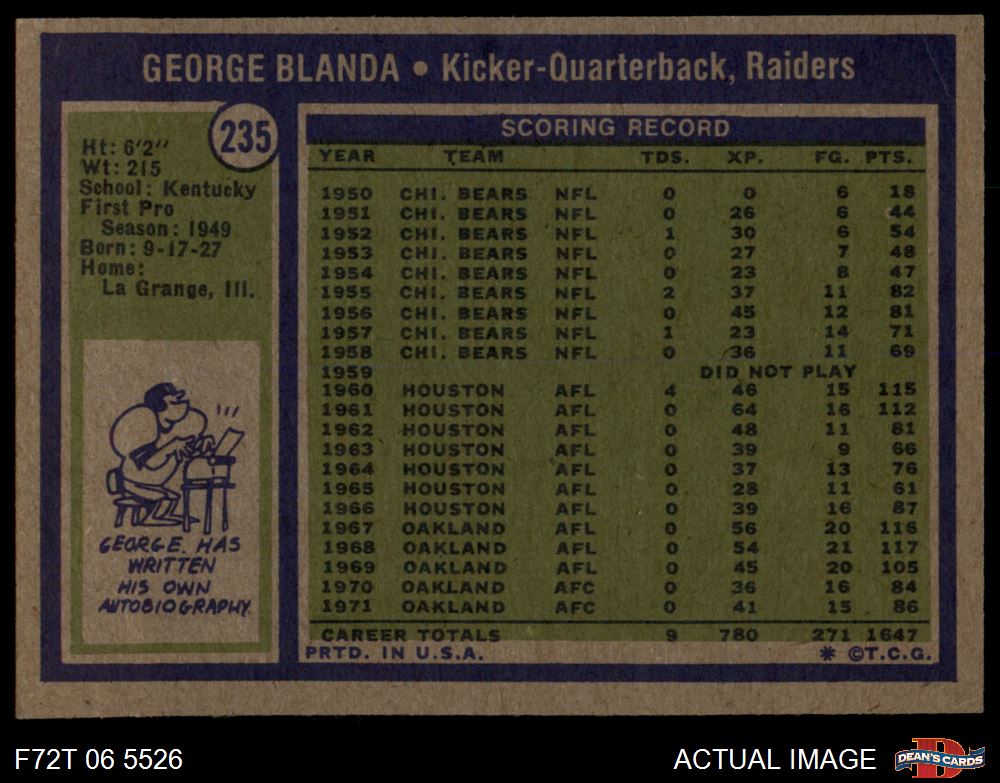 GEORGE BLANDA • Kicker-Quarterback, Raiders
235
Ht: 6'2"
Wt: 215
School: Kentucky
First Pro
Season: 1949
Born: 9-17-27
Home:
La Grange, Ill.
GEORGE HAS
WRITTEN
HIS OWN
AUTOBIOGRAPHY.
SCORING RECORD
YEAR TEAM TDS. XP. FG. PTS.
1950 CHI. BEARS NFL 0 0 6 18
1951 CHI. BEARS NFL 0 26 6 44
1952 CHI. BEARS NFL 1 30 6 54
1953 CHI. BEARS NFL 0 27 7 48
1954 CHI. BEARS NFL 0 23 8 47
1955 CHI. BEARS NFL 2 37 11 82
1956 CHI. BEARS NFL 0 45 12 81
1957 CHI. BEARS NFL 1 23 14 71
1958 CHI. BEARS NFL 0 36 11 69
1959 DID NOT PLAY
1960 HOUSTON AFL 4 46 15 115
1961 HOUSTON AFL 0 64 16 112
1962 HOUSTON AFL 0 48 11 81
1963 HOUSTON AFL 0 39 9 66
1964 HOUSTON AFL 0 37 13 76
1965 HOUSTON AFL 0 28 11 61
1966 HOUSTON AFL 0 39 16 87
1967 OAKLAND AFL 0 56 20 116
1968 OAKLAND AFL 0 54 21 117
1969 OAKLAND AFL 0 45 20 105
1970 OAKLAND AFC 0 36 16 84
1971 OAKLAND AFC 0 41 15 86
CAREER TOTALS 9 780 271 1647
PRTD. IN U.S.A. * ©T.C.G.
F72T 06 5526
ACTUAL IMAGE
D
DEAN'S CARDS